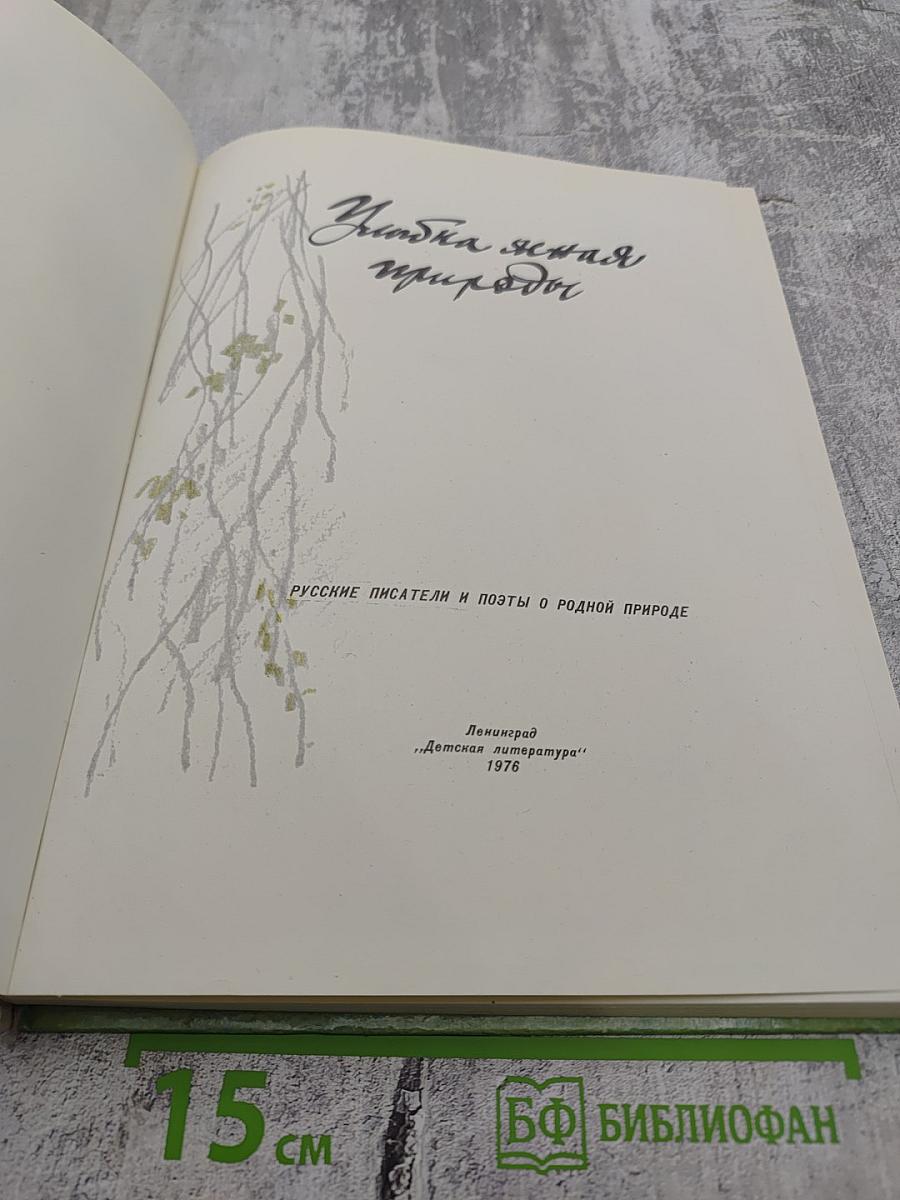 Улыбка ясная
природы
РУССКИЕ ПИСАТЕЛИ И ПОЭТЫ О РОДНОЙ ПРИРОДЕ
Ленинград
„Детская литература“
1976
15 см
БФ БИБЛИОФАН